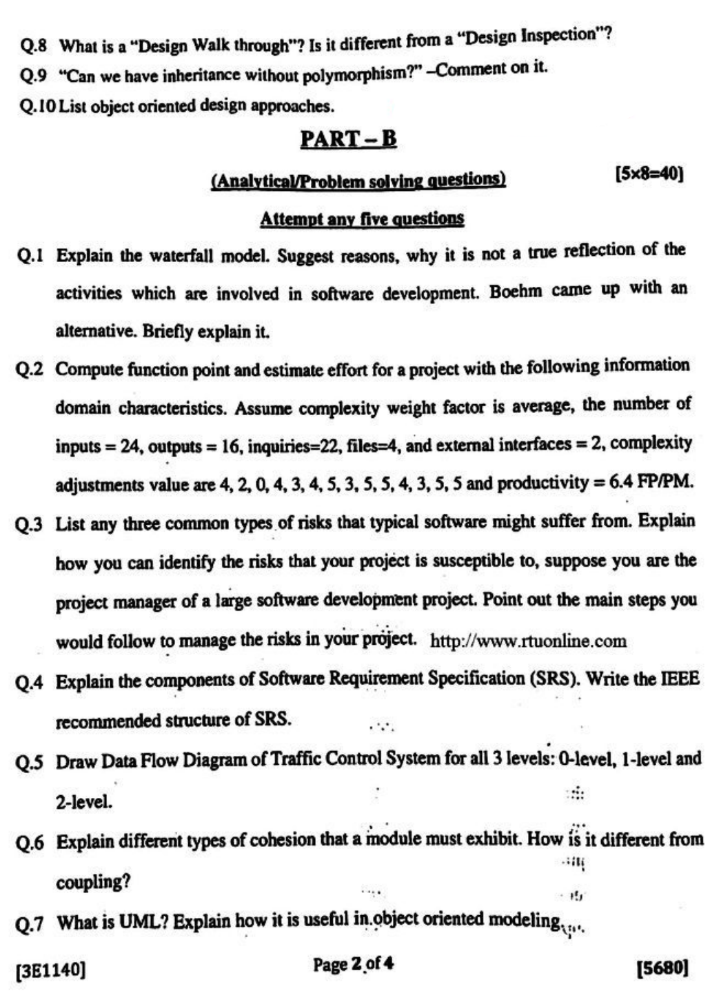 Q.8 What is a "Design Walk through"? Is it different from a "Design Inspection"?
Q.9 "Can we have inheritance without polymorphism?" –Comment on it.
Q.10 List object oriented design approaches.
PART – B
(Analytical/Problem solving questions)
[5×8=40]
Attempt any five questions
Q.1 Explain the waterfall model. Suggest reasons, why it is not a true reflection of the
activities which are involved in software development. Boehm came up with an
alternative. Briefly explain it.
Q.2 Compute function point and estimate effort for a project with the following information
domain characteristics. Assume complexity weight factor is average, the number of
inputs = 24, outputs = 16, inquiries=22, files=4, and external interfaces = 2, complexity
adjustments value are 4, 2, 0, 4, 3, 4, 5, 3, 5, 5, 4, 3, 5, 5 and productivity = 6.4 FP/PM.
Q.3 List any three common types of risks that typical software might suffer from. Explain
how you can identify the risks that your project is susceptible to, suppose you are the
project manager of a large software development project. Point out the main steps you
would follow to manage the risks in your project. http://www.rtuonline.com
Q.4 Explain the components of Software Requirement Specification (SRS). Write the IEEE
recommended structure of SRS.
Q.5 Draw Data Flow Diagram of Traffic Control System for all 3 levels: 0-level, 1-level and
2-level.
Q.6 Explain different types of cohesion that a module must exhibit. How is it different from
coupling?
Q.7 What is UML? Explain how it is useful in object oriented modeling.
[3E1140]
Page 2 of 4
[5680]